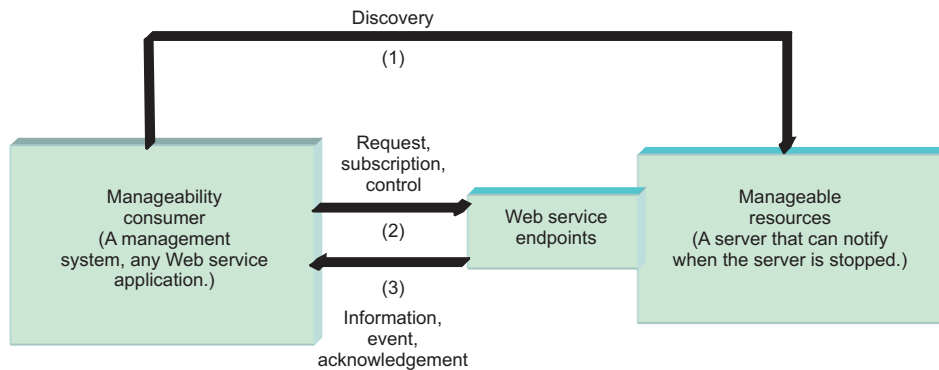 Discovery
(1)
Request,
subscription,
control
(2)
(3)
Information,
event,
acknowledgement
Manageability
consumer
(A management
system, any Web service
application.)
Web service
endpoints
Manageable
resources
(A server that can notify
when the server is stopped.)